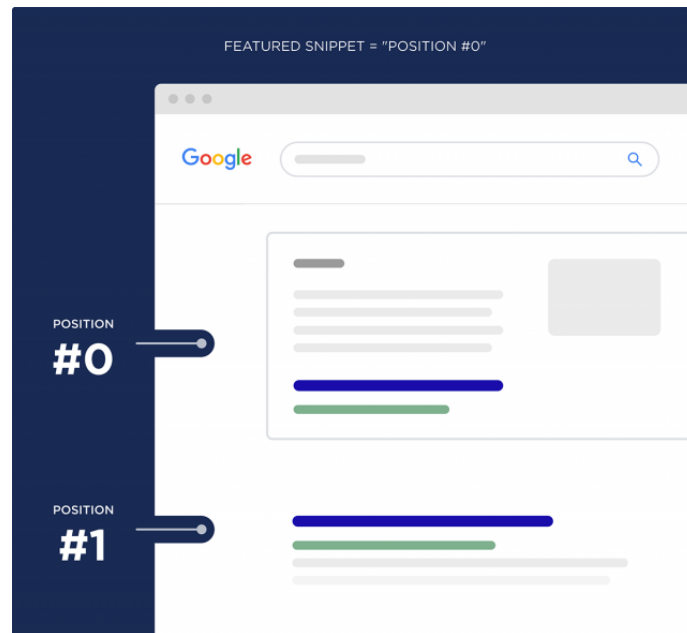 FEATURED SNIPPET = "POSITION #0"
Google
POSITION
#0
POSITION
#1